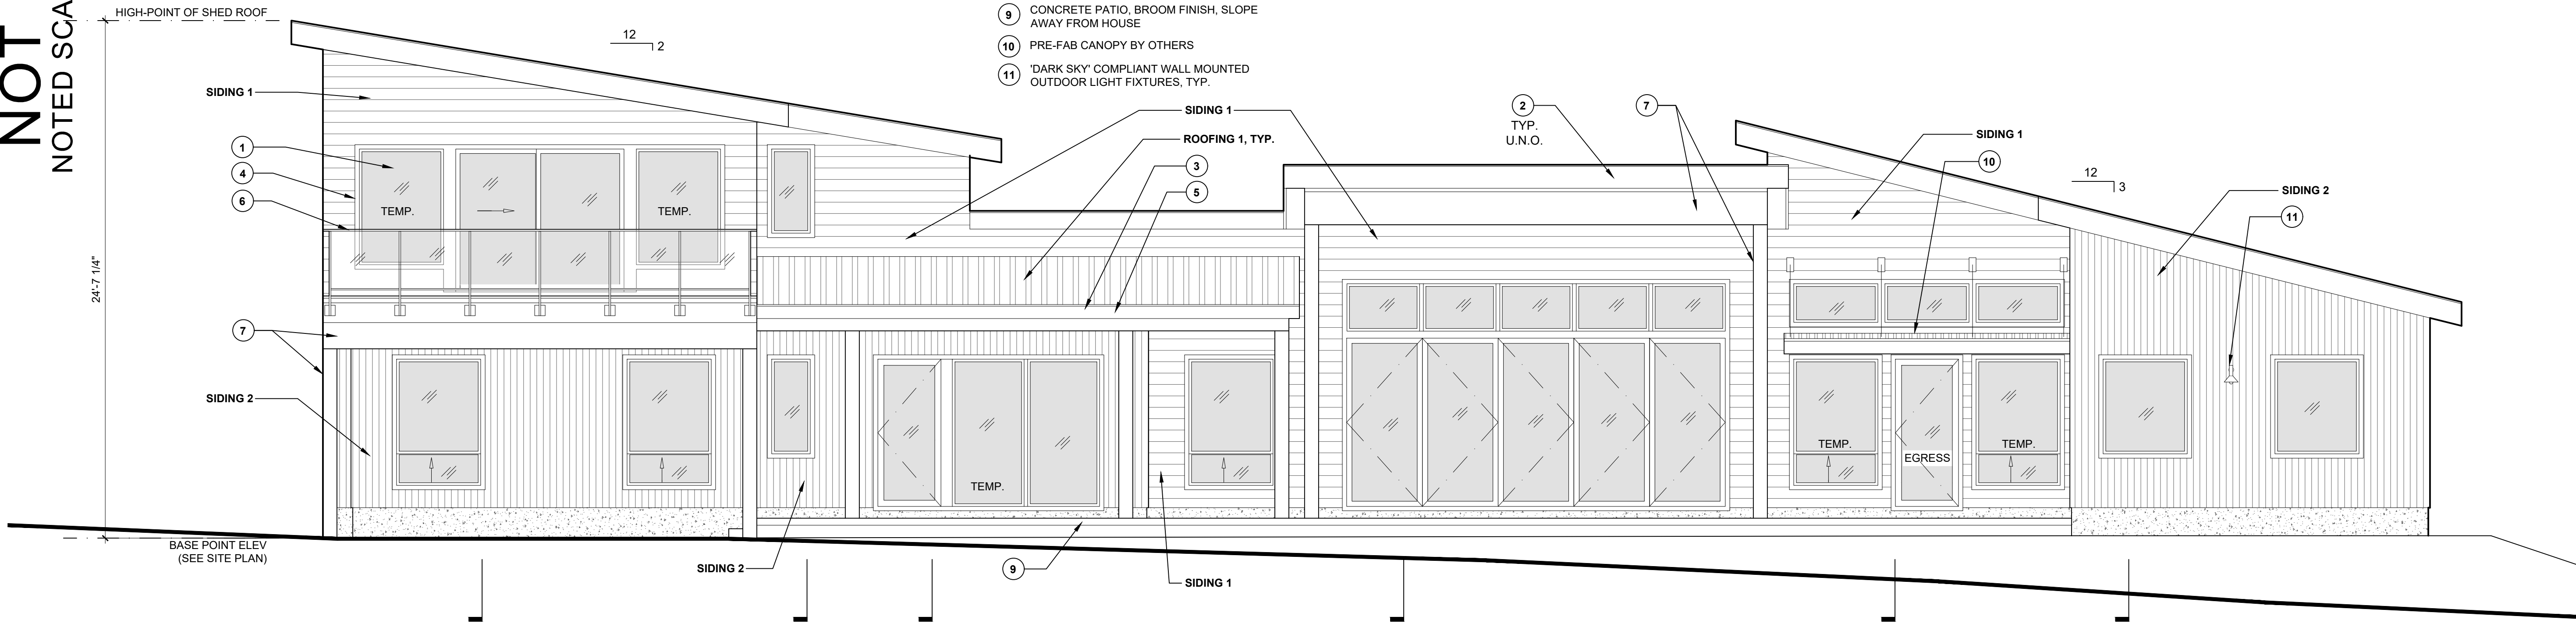 NOT
NOTED SCA
HIGH-POINT OF SHED ROOF
12
2
9 CONCRETE PATIO, BROOM FINISH, SLOPE
AWAY FROM HOUSE
10 PRE-FAB CANOPY BY OTHERS
11 'DARK SKY' COMPLIANT WALL MOUNTED
OUTDOOR LIGHT FIXTURES, TYP.
SIDING 1
1
4
6
24'-7 1/4"
7
SIDING 2
BASE POINT ELEV
(SEE SITE PLAN)
TEMP.
TEMP.
SIDING 1
ROOFING 1, TYP.
3
5
2
TYP.
U.N.O.
7
SIDING 1
10
12
3
SIDING 2
11
TEMP.
TEMP.
EGRESS
TEMP.
SIDING 2
9
SIDING 1